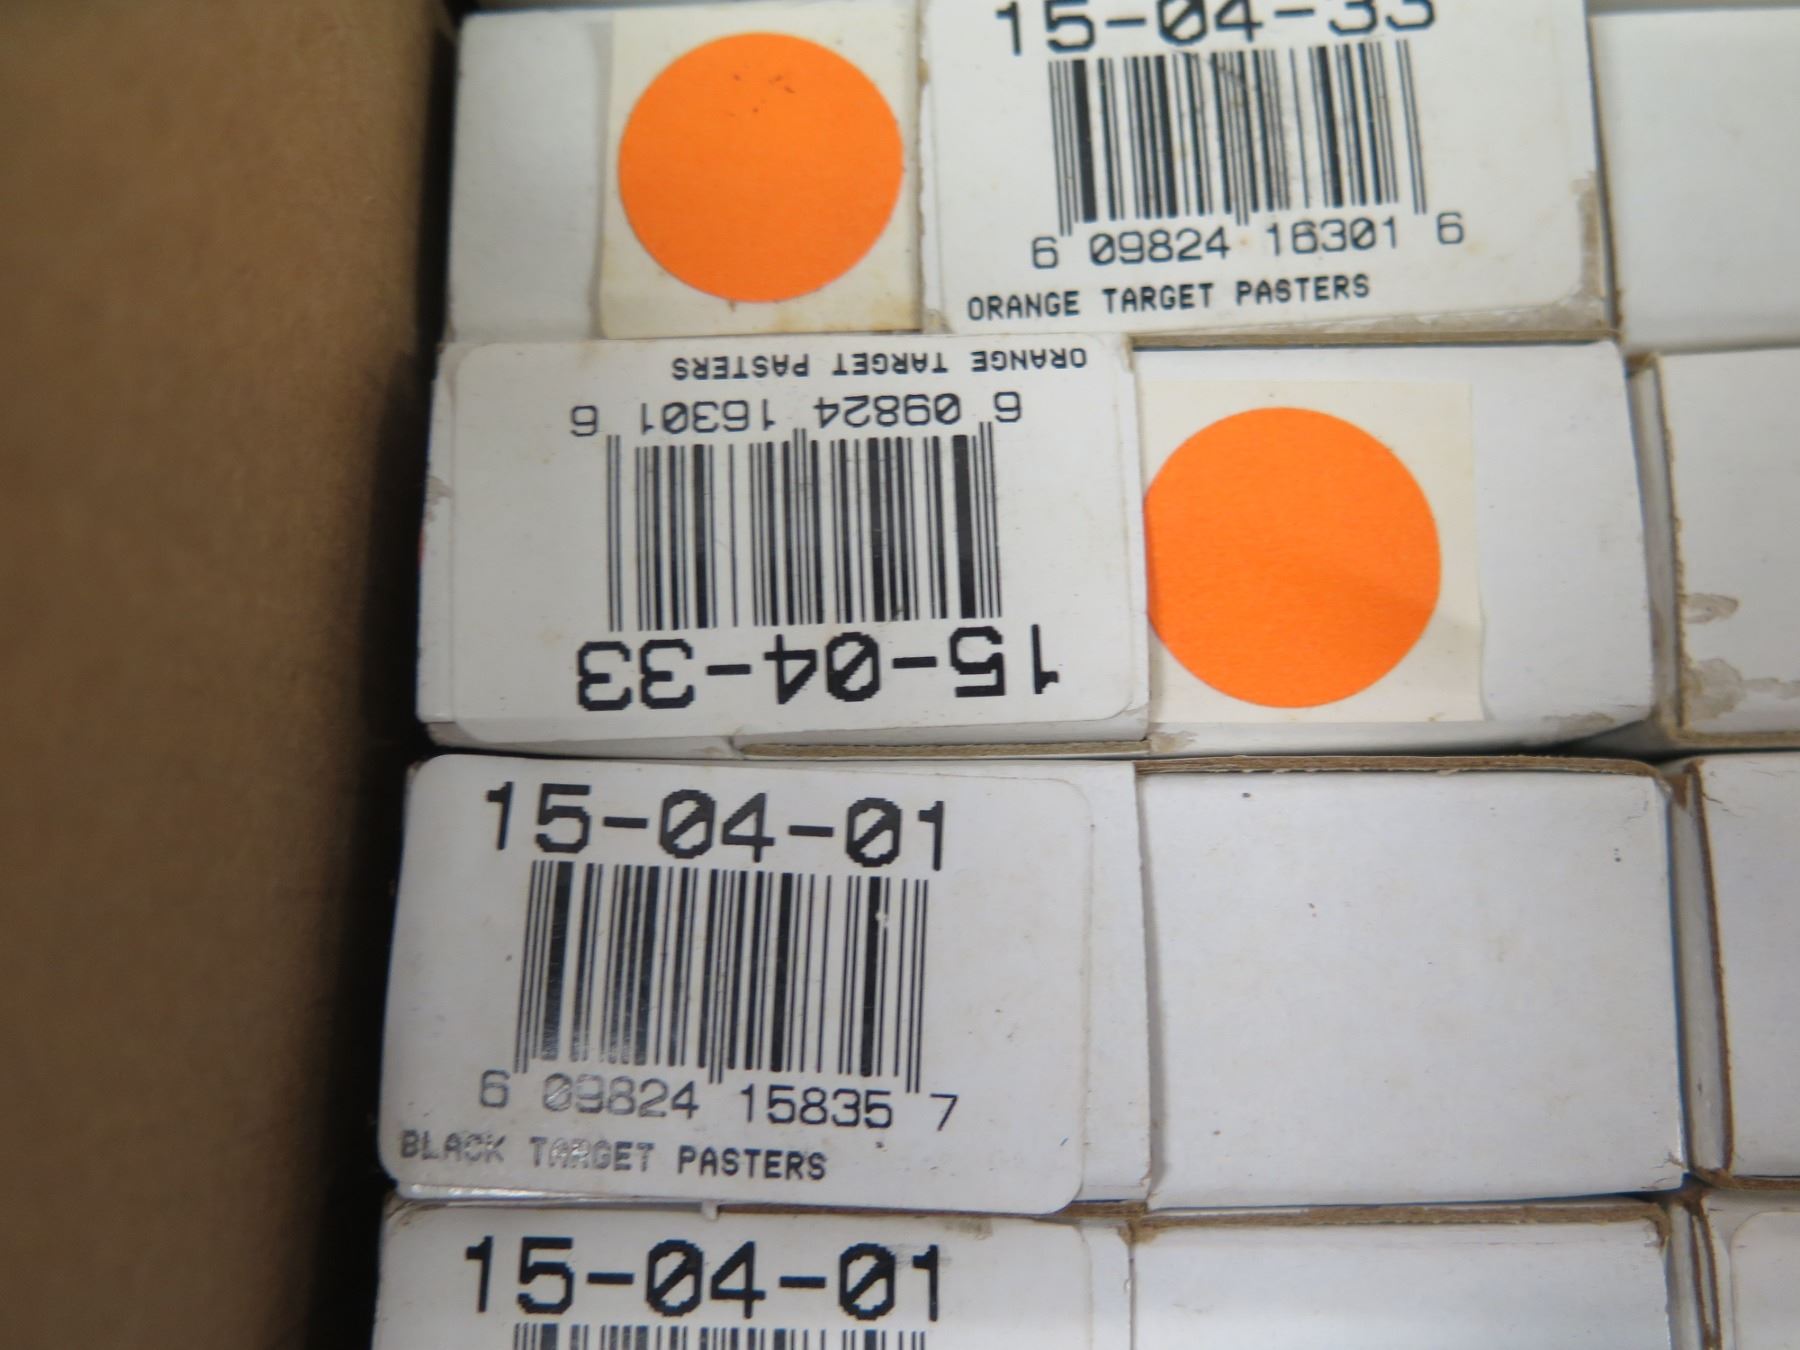 15-04-33
6 09824 16301 6
ORANGE TARGET PASTERS
ORANGE TARGET PASTERS
6 09824 16301 6
15-04-33
15-04-01
6 09824 15835 7
BLACK TARGET PASTERS
15-04-01